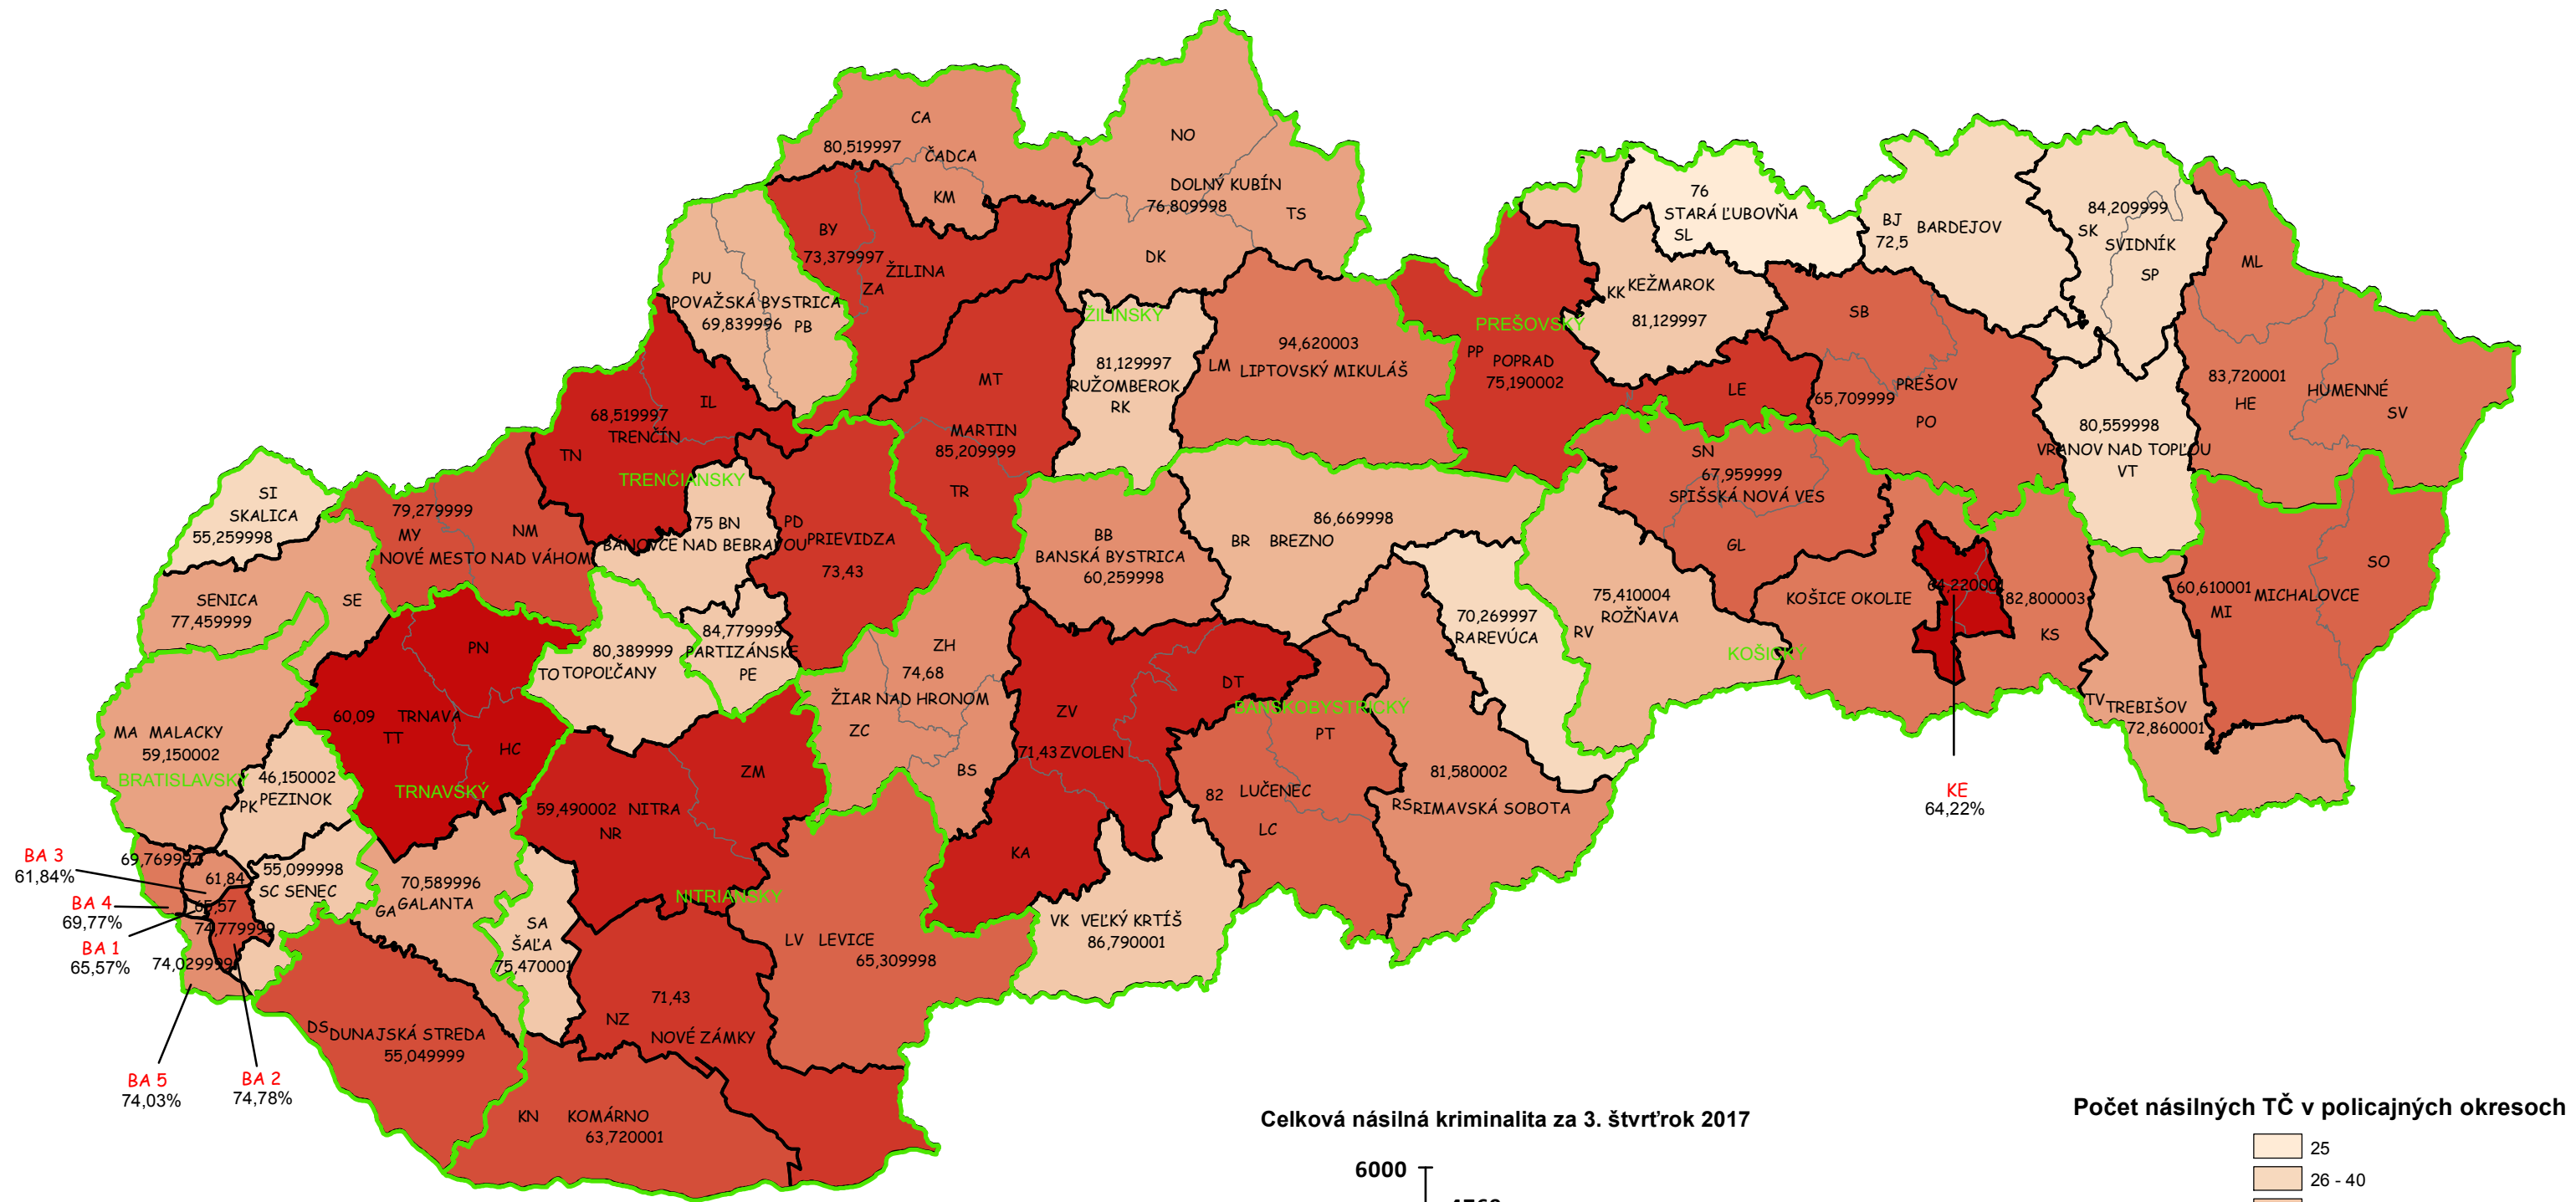 CA
80,519997
ČADCA
KM
NO
DOLNÝ KUBÍN
76,809998
TS
DK
BY
73,379997
ŽILINA
ZA
PU
POVAŽSKÁ BYSTRICA
69,839996 PB
ŽILINSKÝ
81,129997
RUŽOMBEROK
RK
94,620003
LM LIPTOVSKÝ MIKULÁŠ
MT
MARTIN
85,209999
TR
IL
68,519997
TRENČÍN
TN
TRENČIANSKY
76
STARÁ ĽUBOVŇA
SL
BJ BARDEJOV
72,5
84,209999
SK
SVIDNÍK
SP
ML
KK KEŽMAROK
81,129997
PREŠOVSKÝ
PP POPRAD
75,190002
LE
SB
65,709999 PREŠOV
PO
83,720001
HUMENNÉ
HE
SV
80,559998
VRANOV NAD TOPĽOU
VT
SN
67,959999
SPIŠSKÁ NOVÁ VES
GL
SI
SKALICA
55,259998
79,279999
MY NM
NOVÉ MESTO NAD VÁHOM
75 BN
BÁNOVCE NAD BEBRAVOU
PD PRIEVIDZA
73,43
BB
BANSKÁ BYSTRICA
60,259998
86,669998
BR BREZNO
SENICA SE
77,459999
PN
60,09 TRNAVA
TT
HC
TRNAVSKÝ
80,389999
TO TOPOĽČANY
84,779999
PARTIZÁNSKE
PE
ZH
74,68
ŽIAR NAD HRONOM
ZC
BS
70,269997
RAREVÚCA
75,410004
ROŽŇAVA
RV
KOŠICKÝ
KOŠICE OKOLIE
64,220001
82,800003
KS
60,610001 MICHALOVCE
MI
SO
TV TREBIŠOV
72,860001
KE
64,22%
MA MALACKY
59,150002
BRATISLAVSKÝ
46,150002
PK PEZINOK
ZV
DT
71,43 ZVOLEN
KA
BANSKOBYSTRICKÝ
PT
82 LUČENEC
LC
81,580002
RS RIMAVSKÁ SOBOTA
59,490002 NITRA
NR
ZM
NITRIANSKY
BA 3
61,84%
BA 4
69,77%
BA 1
65,57%
69,769997
61,84
65,57
74,779999
74,029999
55,099998
SC SENEC
70,589996
GA GALANTA
SA
ŠAĽA
75,470001
LV LEVICE
65,309998
VK VEĽKÝ KRTÍŠ
86,790001
71,43
NZ
NOVÉ ZÁMKY
DS DUNAJSKÁ STREDA
55,049999
BA 5
74,03%
BA 2
74,78%
KN KOMÁRNO
63,720001
Celková násilná kriminalita za 3. štvrťrok 2017
6000
Počet násilných TČ v policajných okresoch
25
26 - 40